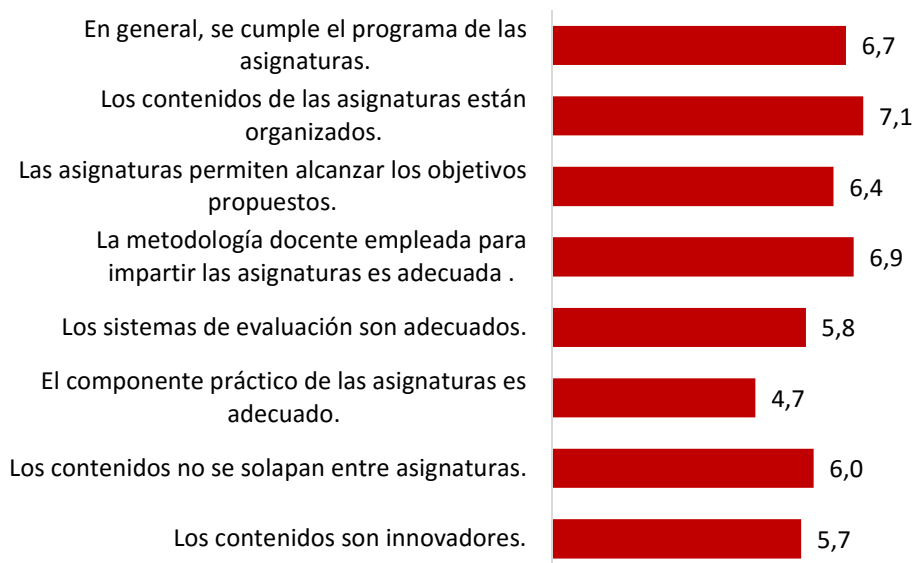 En general, se cumple el programa de las
asignaturas.
6,7
Los contenidos de las asignaturas están
organizados.
7,1
Las asignaturas permiten alcanzar los objetivos
propuestos.
6,4
La metodología docente empleada para
impartir las asignaturas es adecuada .
6,9
Los sistemas de evaluación son adecuados.
5,8
El componente práctico de las asignaturas es
adecuado.
4,7
Los contenidos no se solapan entre asignaturas.
6,0
Los contenidos son innovadores.
5,7